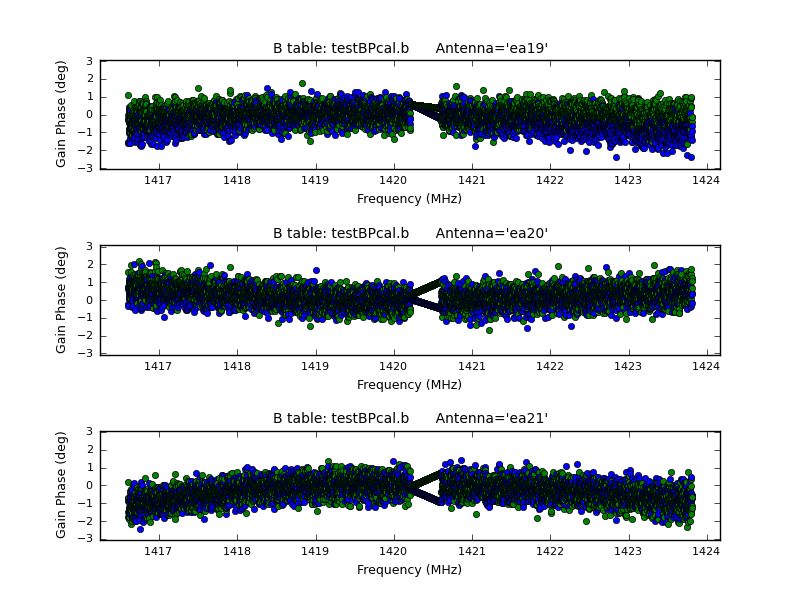 B table: testBPcal.b Antenna='ea19'
Gain Phase (deg)
3
2
1
0
−1
−2
−3
1417 1418 1419 1420 1421 1422 1423 1424
Frequency (MHz)
B table: testBPcal.b Antenna='ea20'
Gain Phase (deg)
3
2
1
0
−1
−2
−3
1417 1418 1419 1420 1421 1422 1423 1424
Frequency (MHz)
B table: testBPcal.b Antenna='ea21'
Gain Phase (deg)
3
2
1
0
−1
−2
−3
1417 1418 1419 1420 1421 1422 1423 1424
Frequency (MHz)